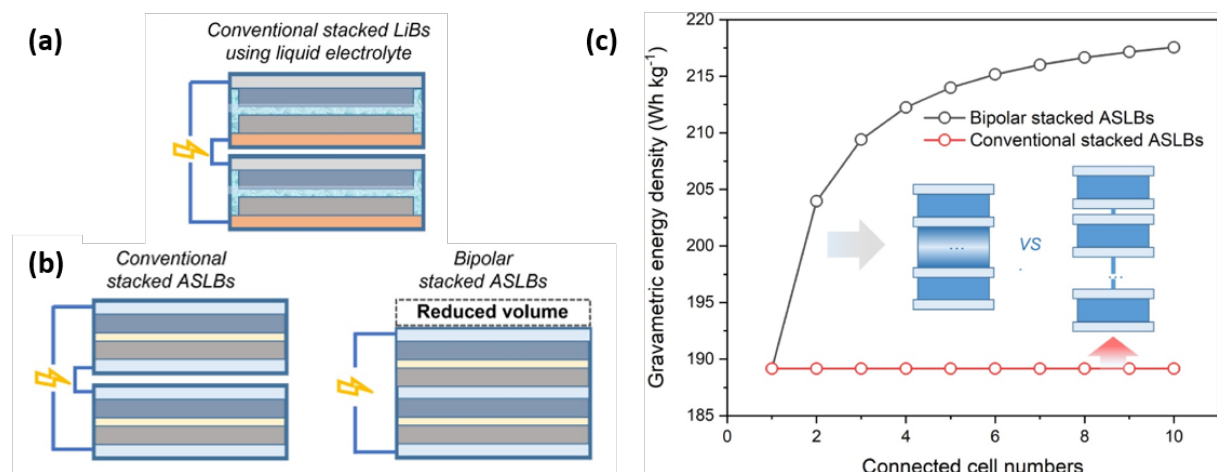 (a)
Conventional stacked LiBs
using liquid electrolyte
(b)
Conventional
stacked ASLBs
Bipolar
stacked ASLBs
Reduced volume
(c)
Gravametric energy density (Wh kg-1)
220
215
210
205
200
195
190
185
Bipolar stacked ASLBs
Conventional stacked ASLBs
...
VS
.
...
0
2
4
6
8
10
Connected cell numbers